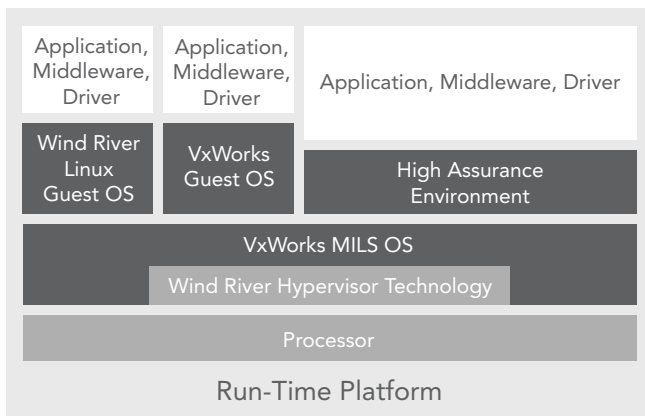 Application,
Middleware,
Driver
Application,
Middleware,
Driver
Application, Middleware, Driver
Wind River
Linux
Guest OS
VxWorks
Guest OS
High Assurance
Environment
VxWorks MILS OS
Wind River Hypervisor Technology
Processor
Run-Time Platform